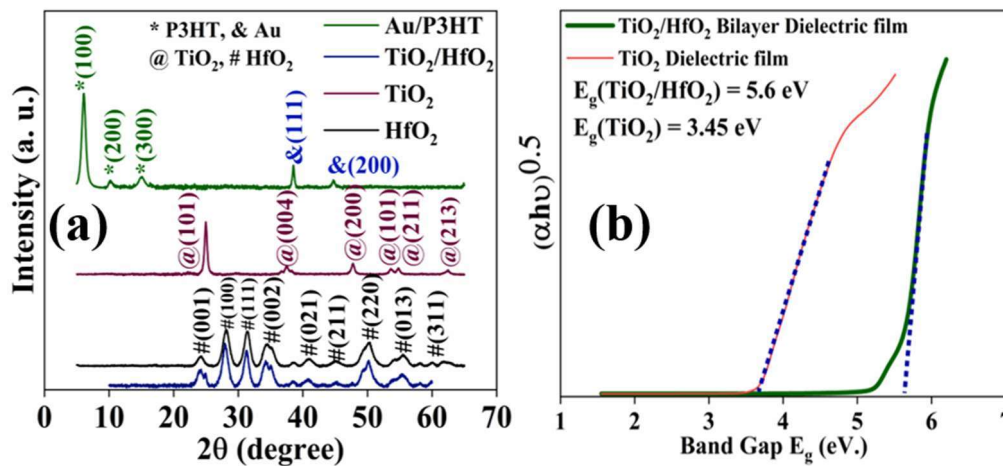 * P3HT, & Au
@ TiO₂, # HfO₂
Au/P3HT
TiO₂/HfO₂
TiO₂
HfO₂
*(100)
*(200)
*(300)
&(111)
&(200)
(a)
@(101)
@(004)
@(200)
@(101)
@(211)
@(213)
#(001)
#(100)
#(111)
#(002)
#(021)
#(211)
#(220)
#(013)
#(311)
Intensity (a. u.)
0 10 20 30 40 50 60 70
2θ (degree)
TiO₂/HfO₂ Bilayer Dielectric film
TiO₂ Dielectric film
E_g(TiO₂/HfO₂) = 5.6 eV
E_g(TiO₂) = 3.45 eV
(b)
(αhυ)^0.5
1 2 3 4 5 6
Band Gap E_g (eV.)